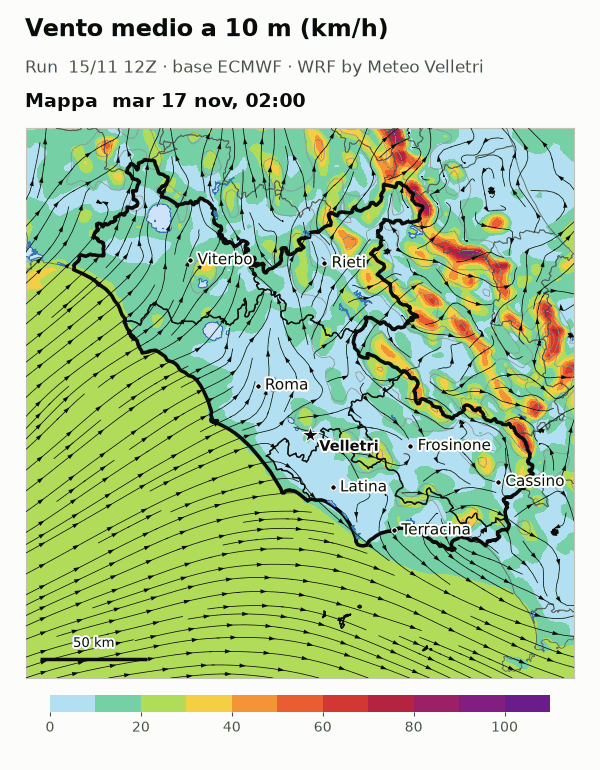 Vento medio a 10 m (km/h)
Run  15/11 12Z · base ECMWF · WRF by Meteo Velletri
Mappa  mar 17 nov, 02:00
Viterbo
Rieti
Roma
Velletri
Frosinone
Latina
Cassino
Terracina
50 km
0 20 40 60 80 100